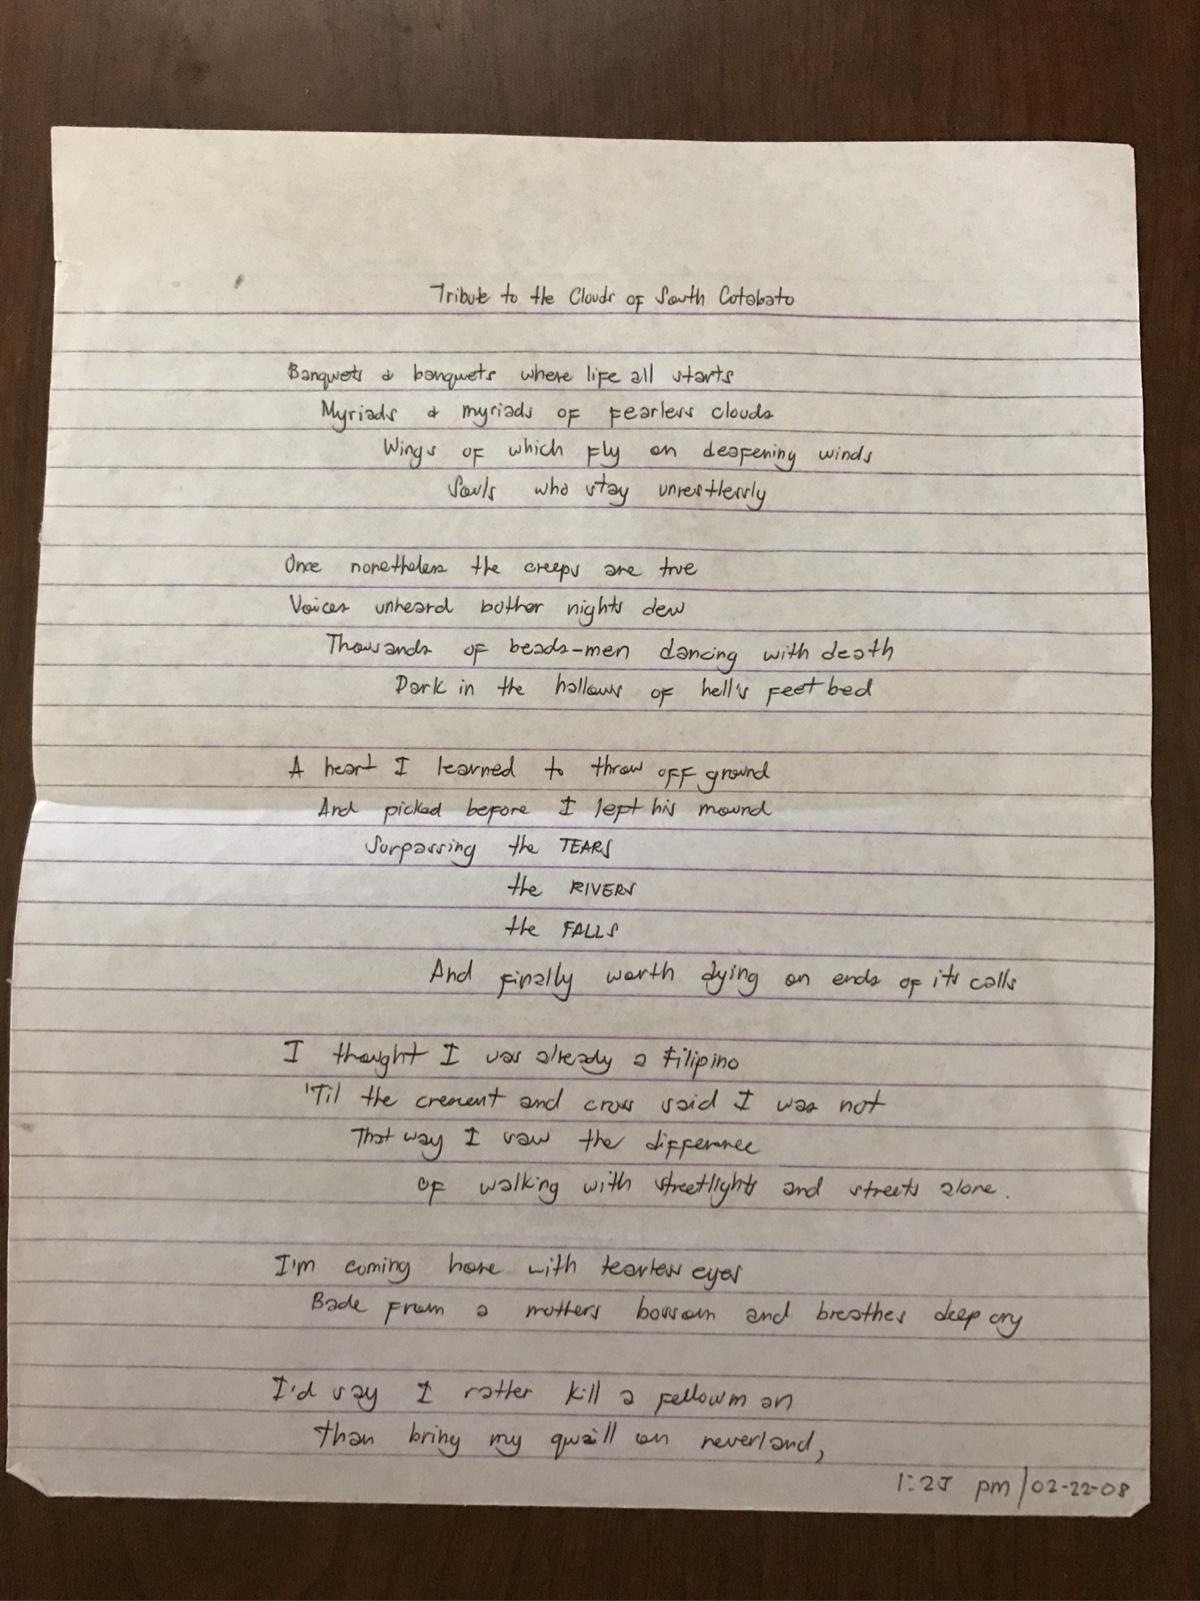 Tribute to the Clouds of South Cotabato
Banquets & banquets where life all starts
Myriads & myriads of fearless clouds
Wings of which fly on deafening winds
Souls who stay unrestlessly
Once nonetheless the creeps are true
Voices unheard bother nights dew
Thousands of beads-men dancing with death
Dark in the hallows of hell's feet bed
A heart I learned to throw off ground
And picked before I left his mound
Surpassing the TEARS
the RIVERS
the FALLS
And finally worth dying on ends of its calls
I thought I was already a Filipino
'Til the crescent and cross said I was not
That way I saw the difference
of walking with streetlights and streets alone.
I'm coming home with tearless eyes
Bade from a mothers bossom and breathes deep cry
I'd say I rather kill a fellowman
than bring my quaill on neverland,
1:25 pm/02-22-08